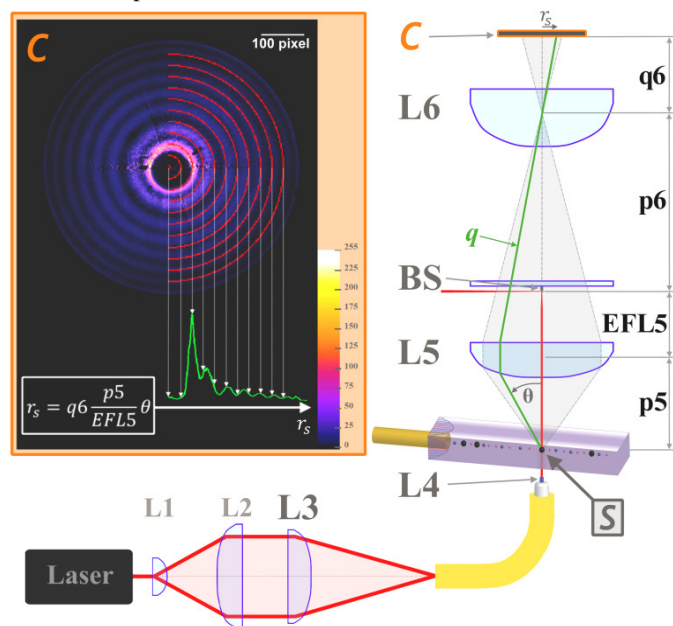 C
100 pixel
255
250
225
200
175
150
125
100
75
50
25
0
r_s = q6 p5/EFL5 θ
r_s
r_s
C
q6
L6
p6
q
BS
EFL5
L5
θ
p5
L4
S
L1
L2
L3
Laser